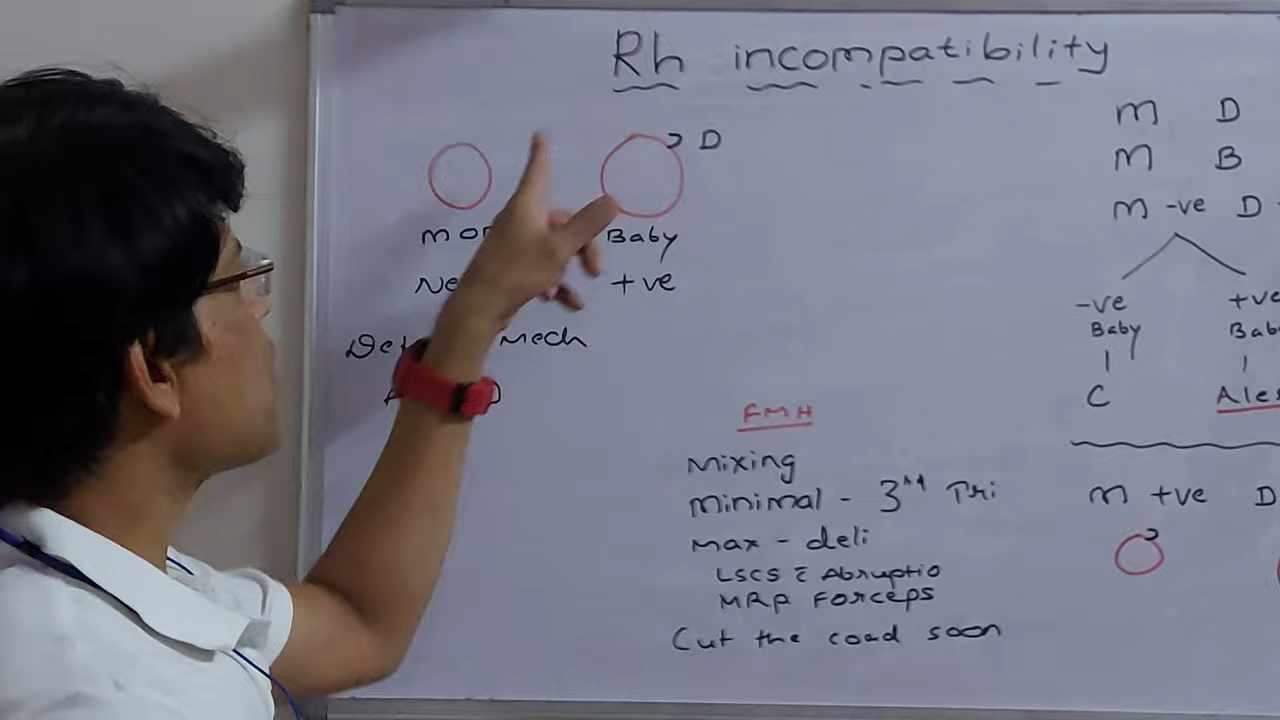 Rh incompatibility
D
Baby
+ve
Mech
FMH
Mixing
Minimal - 3rd Tri
Max - deli
LSCS c̄ Abruptio
MRP Forceps
Cut the coad soon
M D
M B
M -ve D
-ve +ve
Baby
C
M +ve D